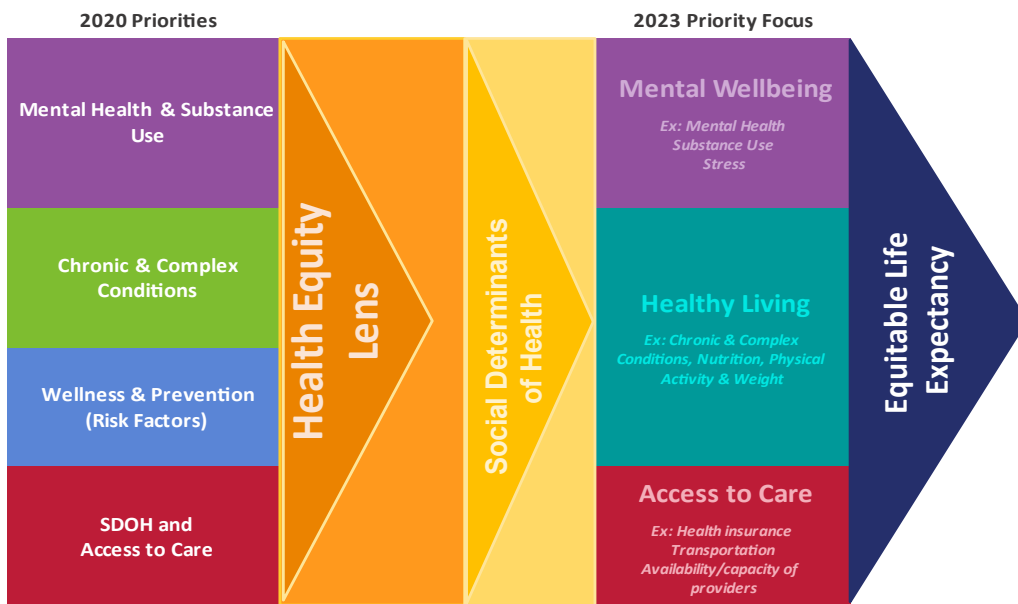 2020 Priorities
2023 Priority Focus
Mental Health & Substance
Use
Chronic & Complex
Conditions
Wellness & Prevention
(Risk Factors)
SDOH and
Access to Care
Health Equity
Lens
Social Determinants
of Health
Mental Wellbeing
Ex: Mental Health
Substance Use
Stress
Healthy Living
Ex: Chronic & Complex
Conditions, Nutrition, Physical
Activity & Weight
Access to Care
Ex: Health insurance
Transportation
Availability/capacity of
providers
Equitable Life
Expectancy